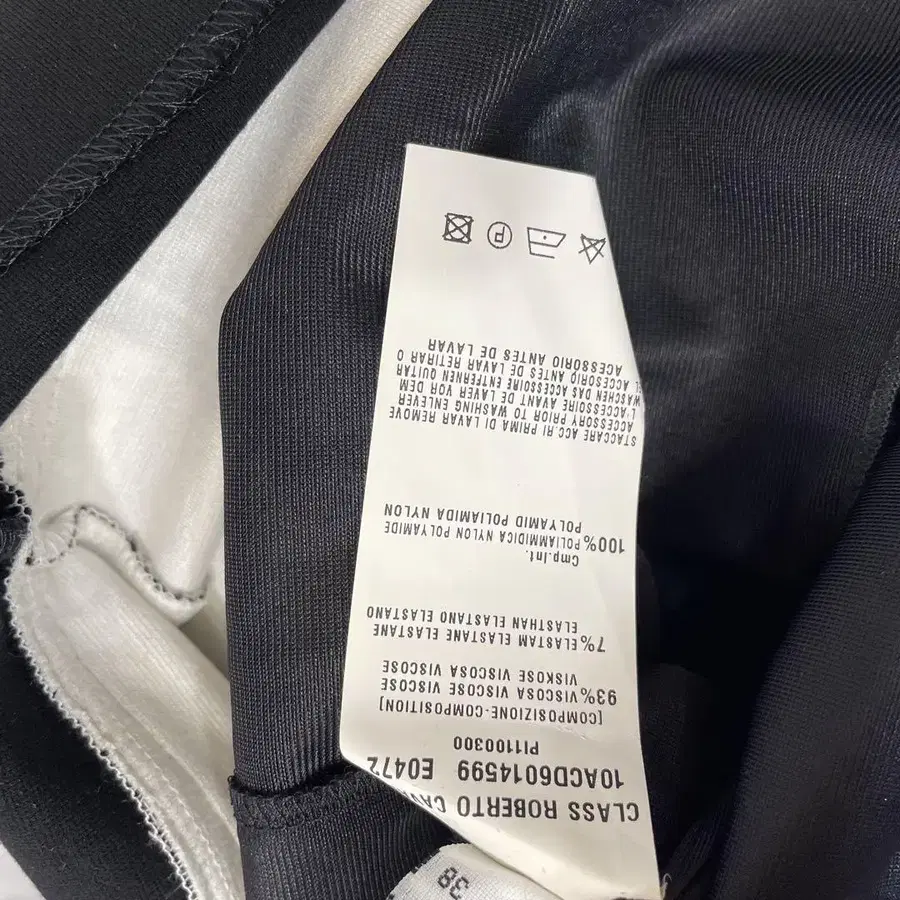 CLASS ROBERTO CAV
10ACD6014599 E0472
PI1100300
[COMPOSIZIONE-COMPOSITION]
93%VISCOSA VISCOSE VISCOSE
VISKOSE VISCOSA VISCOSE
7% ELASTAM ELASTANE ELASTANE
ELASTHAN ELASTANO ELASTANO
Cmp.Int.
100% POLIAMMIDICA NYLON POLYAMIDE
POLYAMID POLIAMIDA NYLON
STACCARE ACC.RI PRIMA DI LAVAR REMOVE
ACCESSORY PRIOR TO WASHING ENLEVER
L'ACCESSOIRE AVANT DE LAVER VOR DEM
WASCHEN DAS ACCESSOIRE ENTFERNEN QUITAR
EL ACCESORIO ANTES DE LAVAR RETIRAR O
ACESSORIO ANTES DE LAVAR
P
38